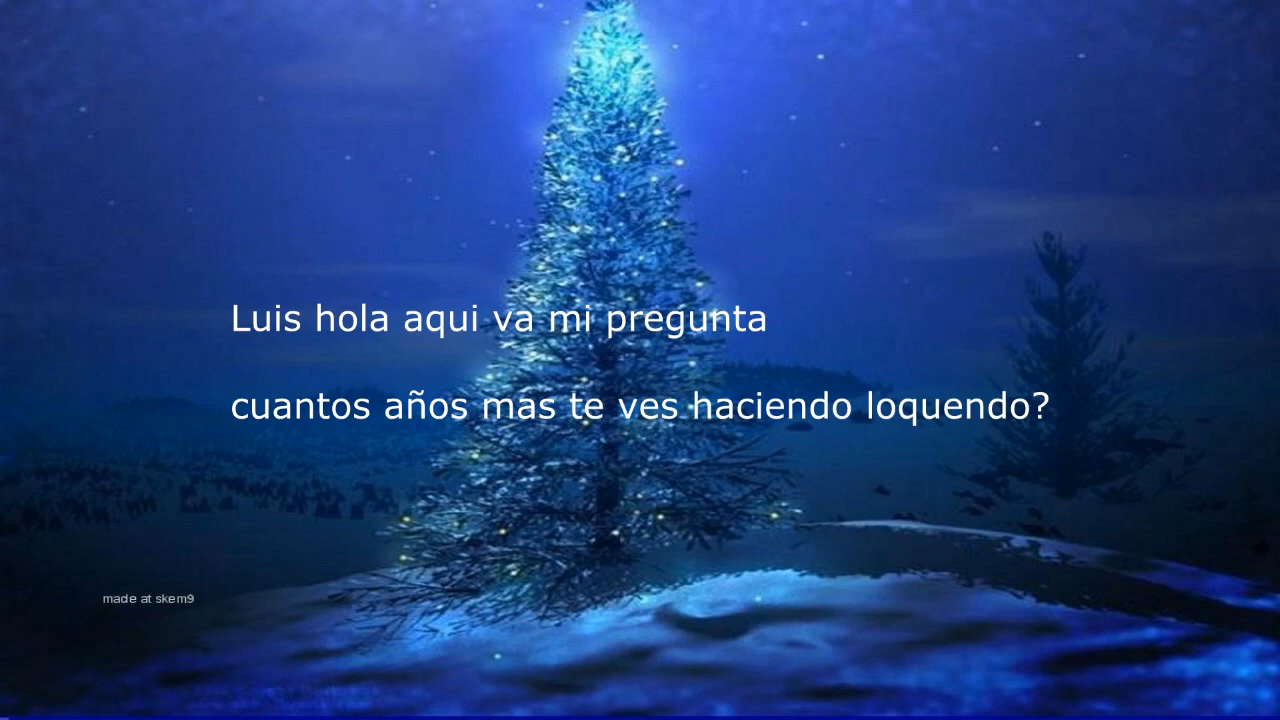 Luis hola aqui va mi pregunta
cuantos años mas te ves haciendo loquendo?
made at skem9